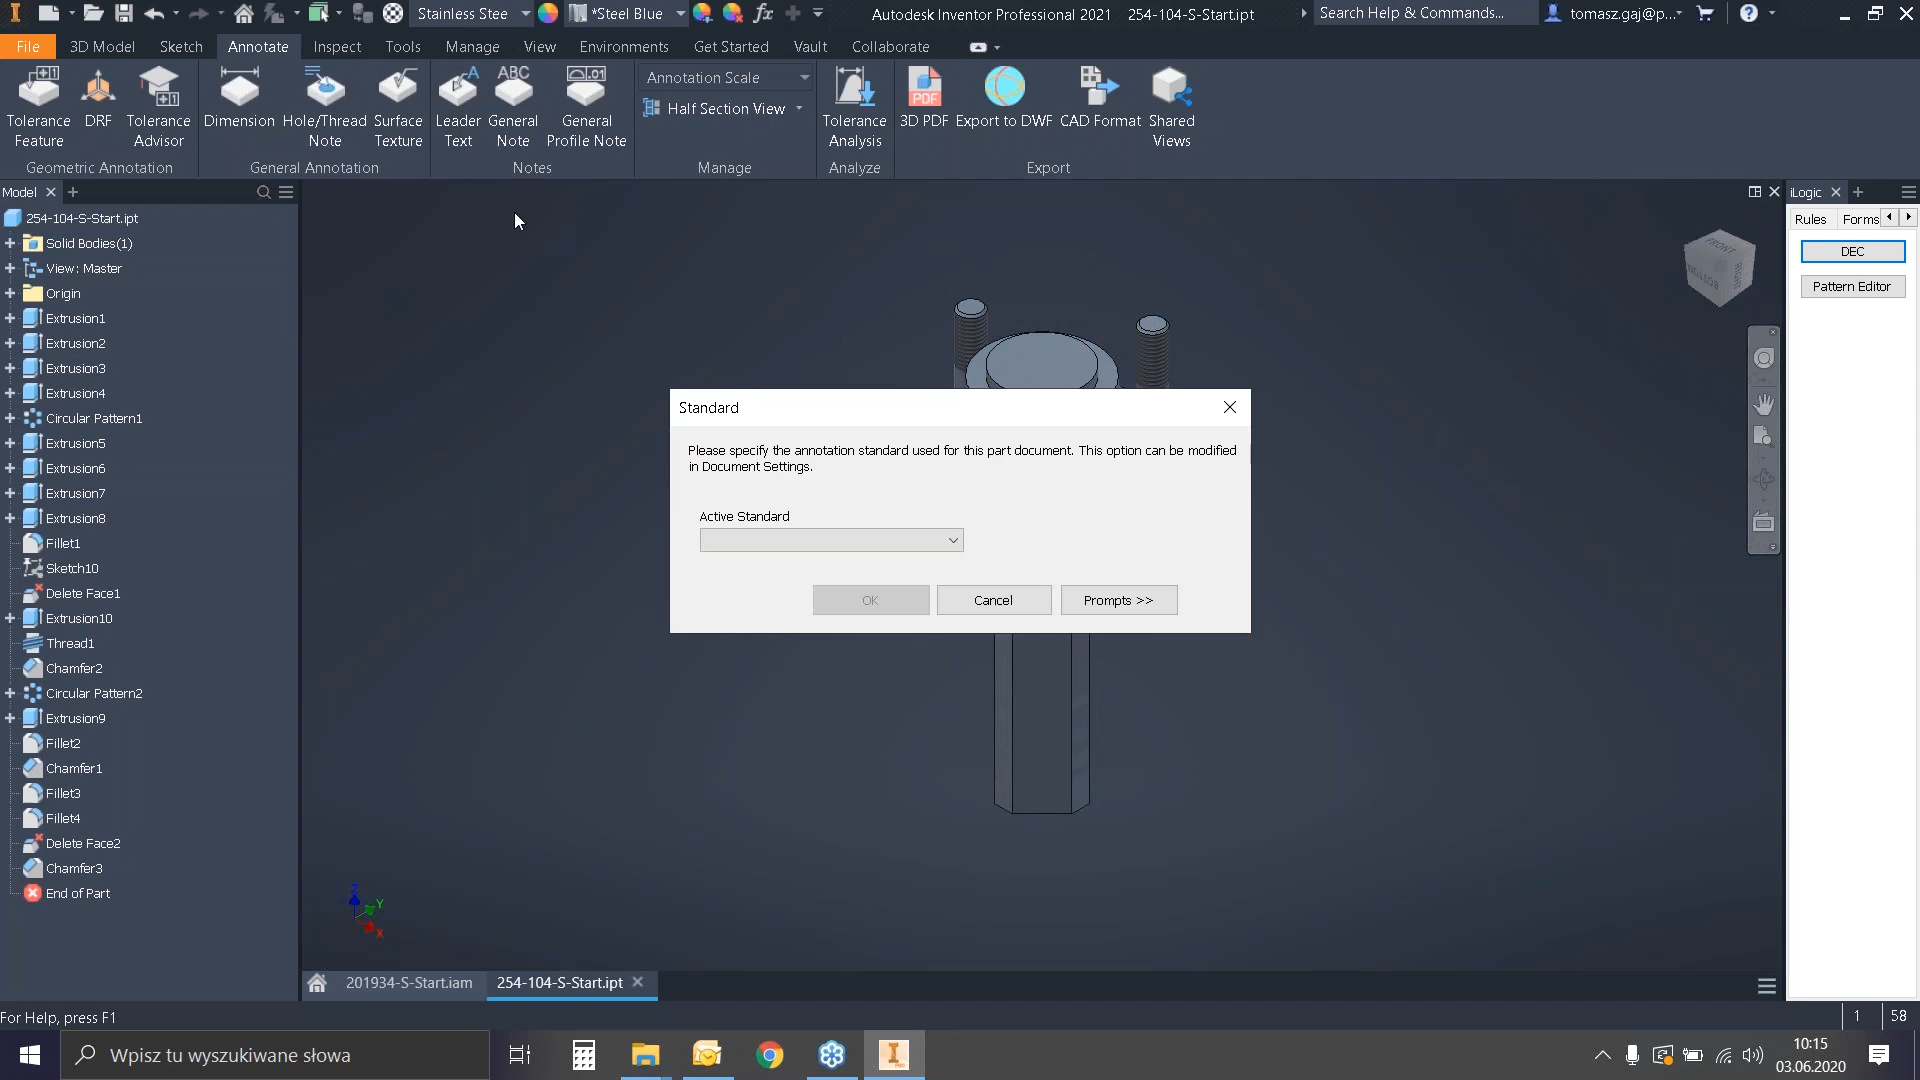 Stainless Stee
*Steel Blue
fx
Autodesk Inventor Professional 2021 254-104-S-Start.ipt
Search Help & Commands...
tomasz.gaj@p...
File
3D Model
Sketch
Annotate
Inspect
Tools
Manage
View
Environments
Get Started
Vault
Collaborate
Tolerance
Feature
DRF
Tolerance
Advisor
Geometric Annotation
Dimension
Hole/Thread
Note
Surface
Texture
General Annotation
Leader
Text
ABC
General
Note
.01
General
Profile Note
Notes
Annotation Scale
Half Section View
Manage
Tolerance
Analysis
Analyze
PDF
3D PDF
Export to DWF
CAD Format
Shared
Views
Export
Model
254-104-S-Start.ipt
Solid Bodies(1)
View: Master
Origin
Extrusion1
Extrusion2
Extrusion3
Extrusion4
Circular Pattern1
Extrusion5
Extrusion6
Extrusion7
Extrusion8
Fillet1
Sketch10
Delete Face1
Extrusion10
Thread1
Chamfer2
Circular Pattern2
Extrusion9
Fillet2
Chamfer1
Fillet3
Fillet4
Delete Face2
Chamfer3
End of Part
Standard
Please specify the annotation standard used for this part document. This option can be modified
in Document Settings.
Active Standard
OK
Cancel
Prompts >>
FRONT
RIGHT
BOTTOM
Z
Y
X
iLogic
Rules
Forms
DEC
Pattern Editor
201934-S-Start.iam
254-104-S-Start.ipt
For Help, press F1
1
58
Wpisz tu wyszukiwane słowa
10:15
03.06.2020